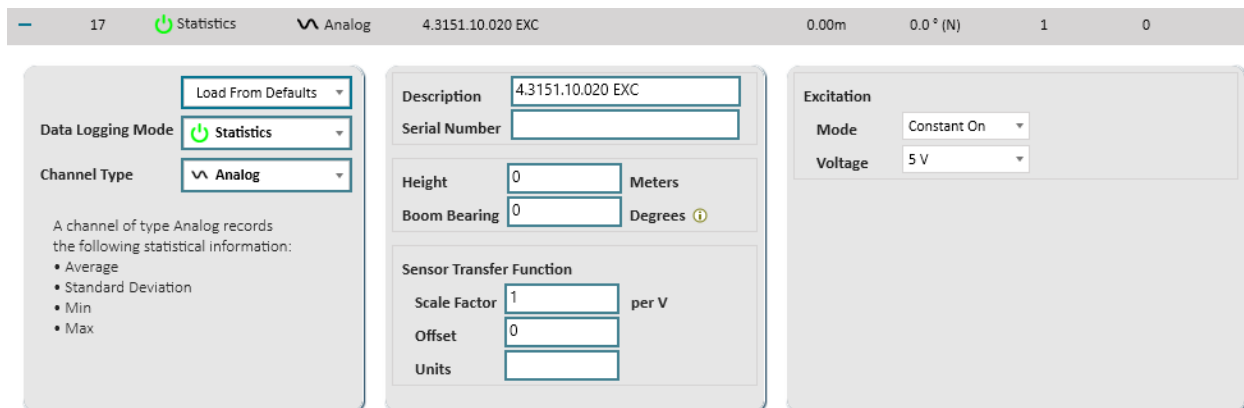 17 Statistics Analog 4.3151.10.020 EXC 0.00m 0.0 ° (N) 1 0
Load From Defaults
Data Logging Mode Statistics
Channel Type Analog
A channel of type Analog records
the following statistical information:
• Average
• Standard Deviation
• Min
• Max
Description 4.3151.10.020 EXC
Serial Number
Height 0 Meters
Boom Bearing 0 Degrees
Sensor Transfer Function
Scale Factor 1 per V
Offset 0
Units
Excitation
Mode Constant On
Voltage 5 V